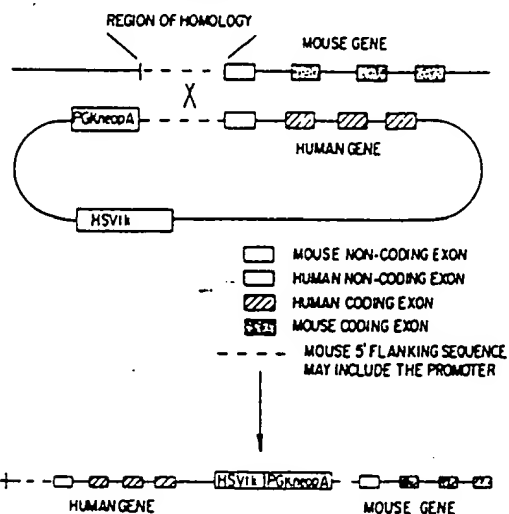 REGION OF HOMOLOGY
MOUSE GENE
PGKneopA
HUMAN GENE
HSVtk
MOUSE NON-CODING EXON
HUMAN NON-CODING EXON
HUMAN CODING EXON
MOUSE CODING EXON
MOUSE 5' FLANKING SEQUENCE
MAY INCLUDE THE PROMOTER
HSVtk PGKneopA
HUMAN GENE
MOUSE GENE